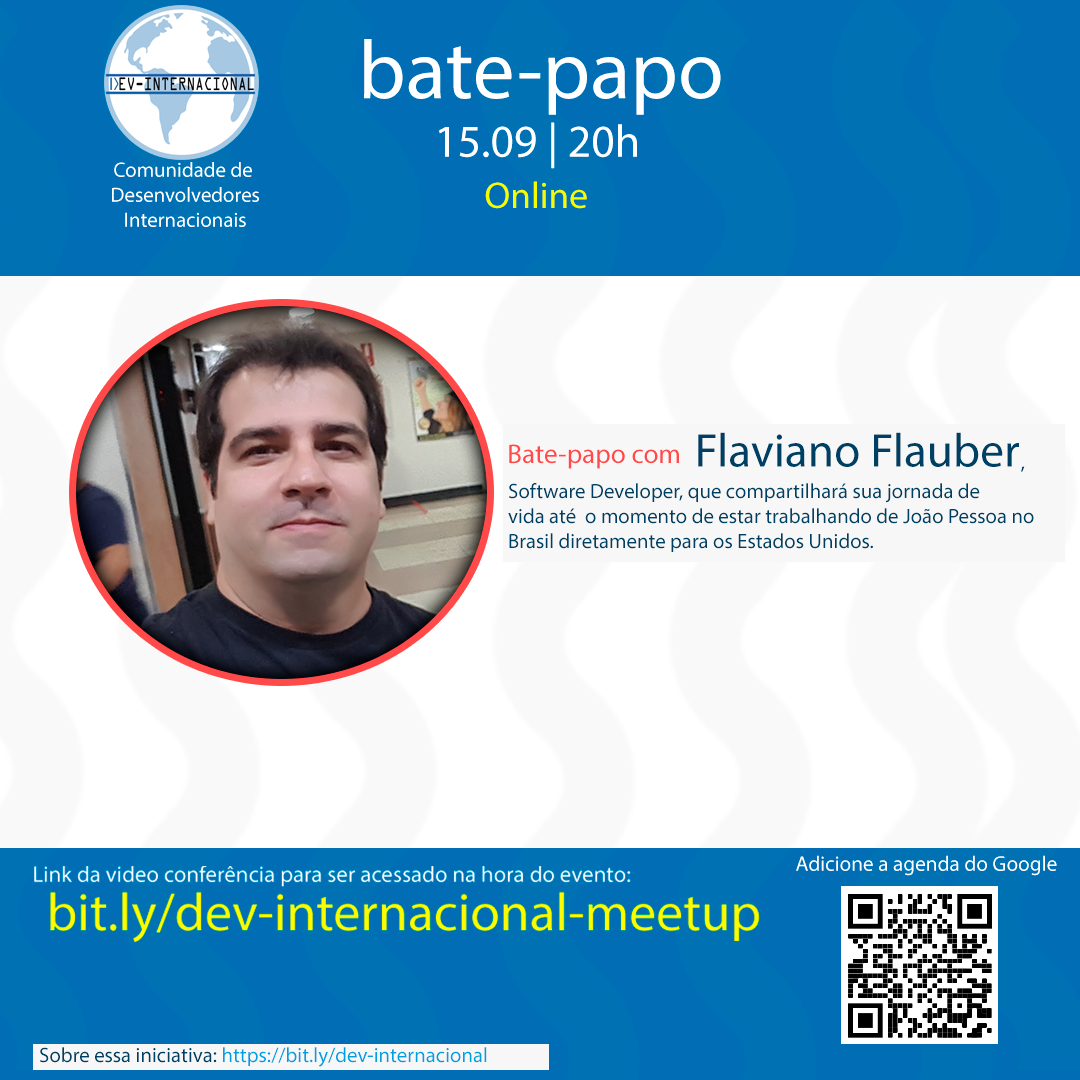 DEV-INTERNACIONAL
Comunidade de
Desenvolvedores
Internacionais
bate-papo
15.09 | 20h
Online
Bate-papo com Flaviano Flauber,
Software Developer, que compartilhará sua jornada de
vida até o momento de estar trabalhando de João Pessoa no
Brasil diretamente para os Estados Unidos.
Link da video conferência para ser acessado na hora do evento:
bit.ly/dev-internacional-meetup
Adicione a agenda do Google
Sobre essa iniciativa: https://bit.ly/dev-internacional